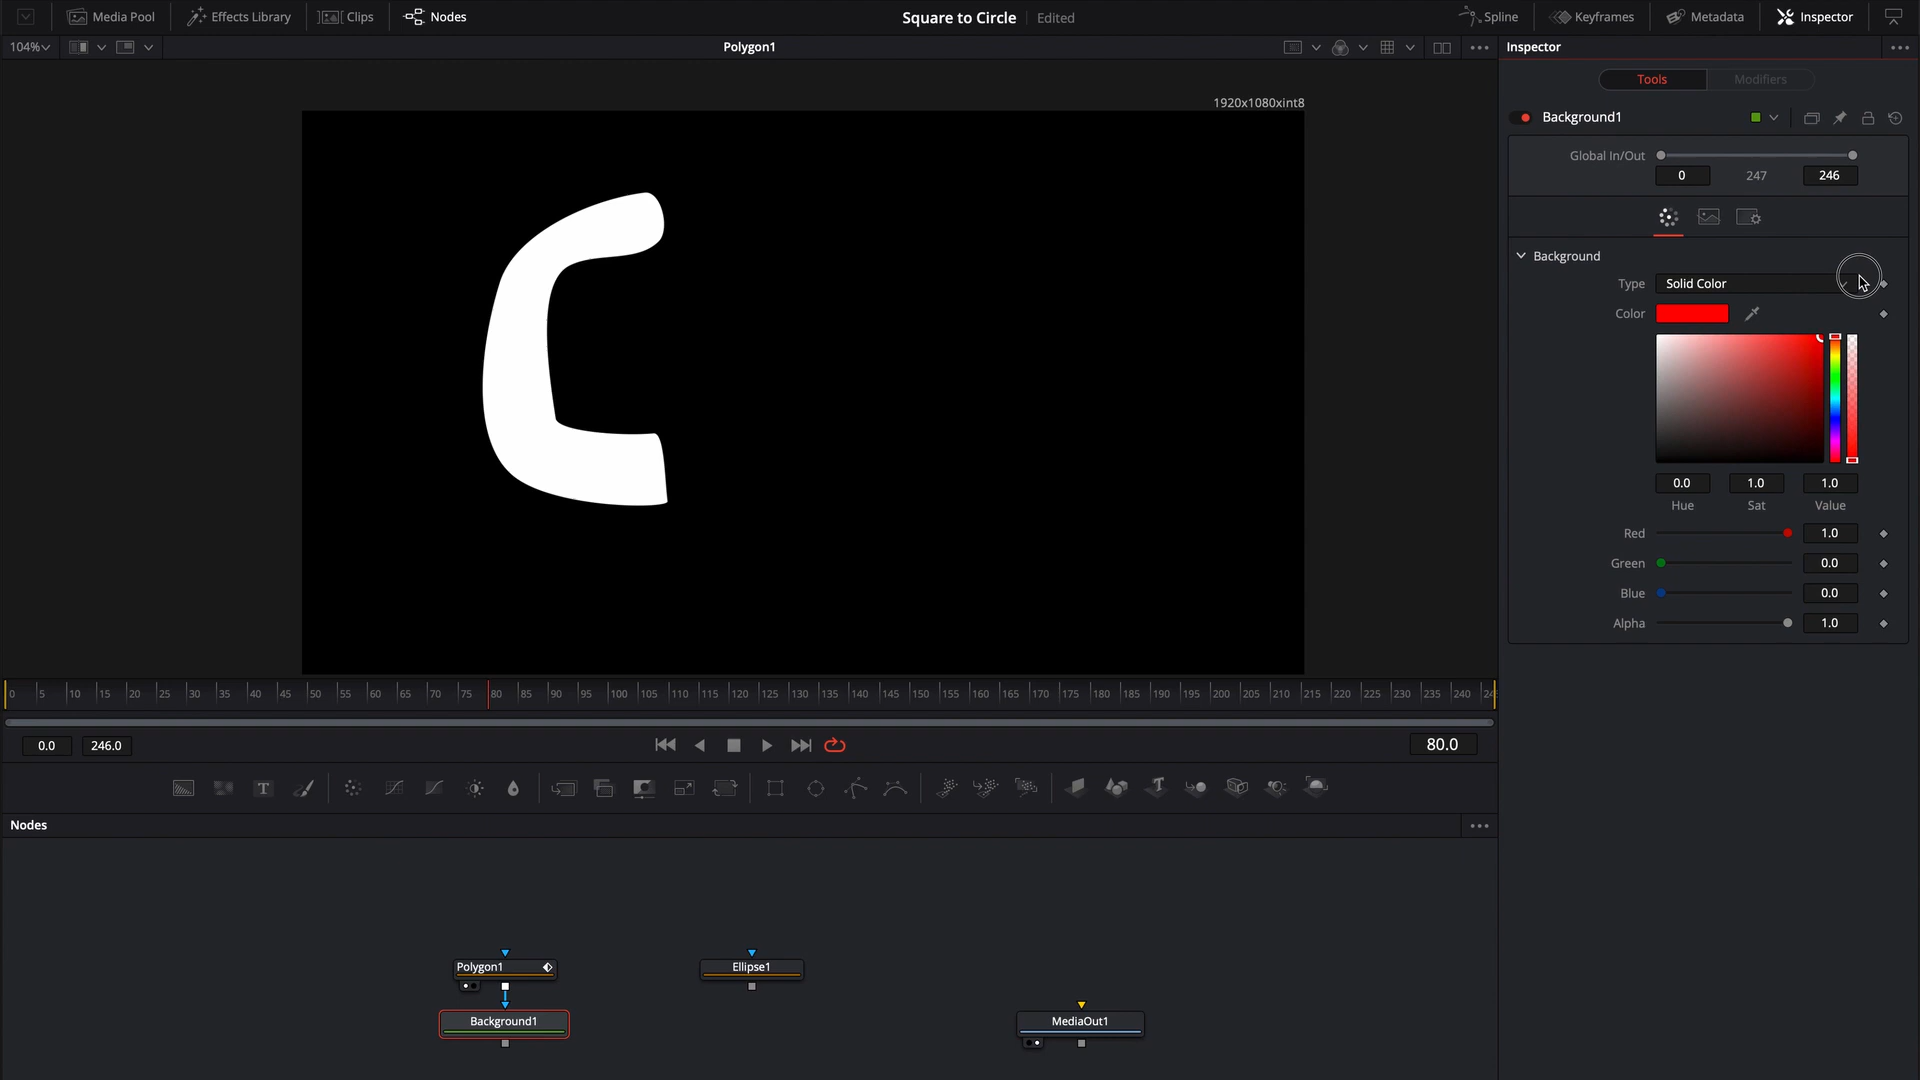 Media Pool
Effects Library
Clips
Nodes
Square to Circle
Edited
Spline
Keyframes
Metadata
Inspector
104%
Polygon1
Inspector
1920x1080xint8
Tools
Modifiers
Background1
Global In/Out
0 247 246
Background
Type Solid Color
Color
0.0 1.0 1.0
Hue Sat Value
Red 1.0
Green 0.0
Blue 0.0
Alpha 1.0
0 5 10 15 20 25 30 35 40 45 50 55 60 65 70 75 80 85 90 95 100 105 110 115 120 125 130 135 140 145 150 155 160 165 170 175 180 185 190 195 200 205 210 215 220 225 230 235 240
0.0 246.0
80.0
T
T
Nodes
Polygon1
Ellipse1
Background1
MediaOut1